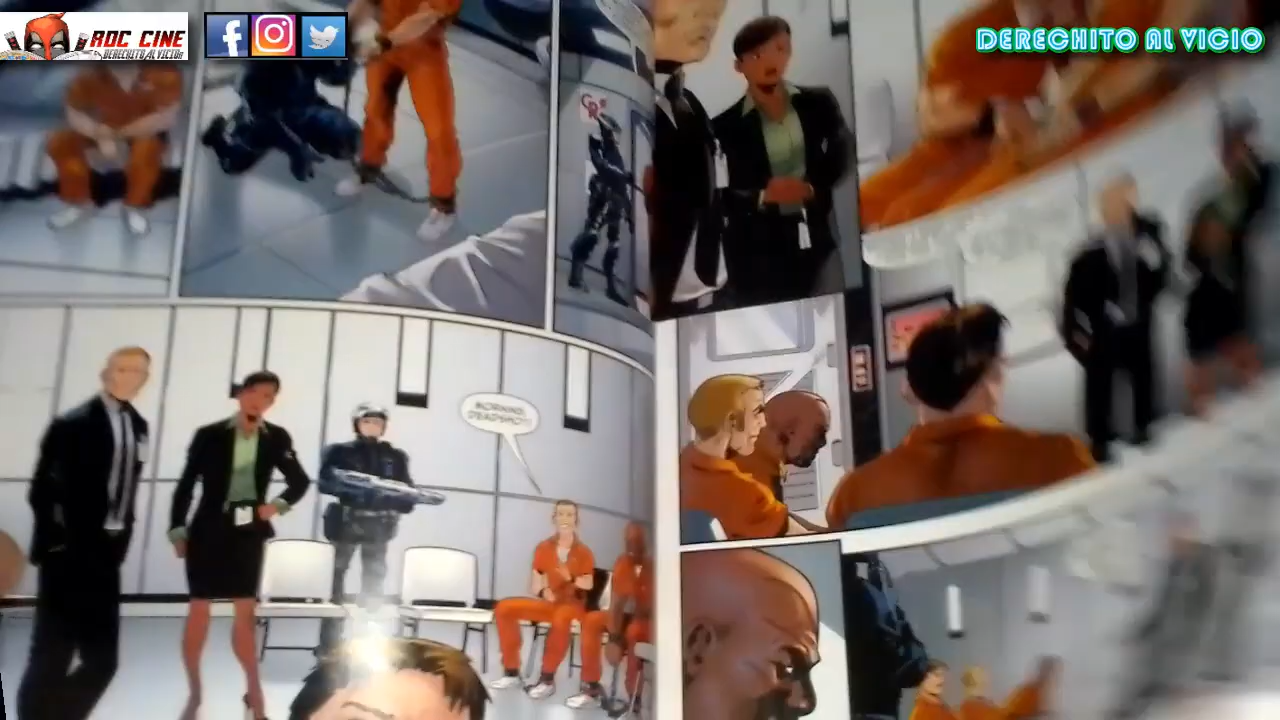 ROC CINE
DERECHITO AL VICIO
DERECHITO AL VICIO
MORNING,
DEADSHOT.